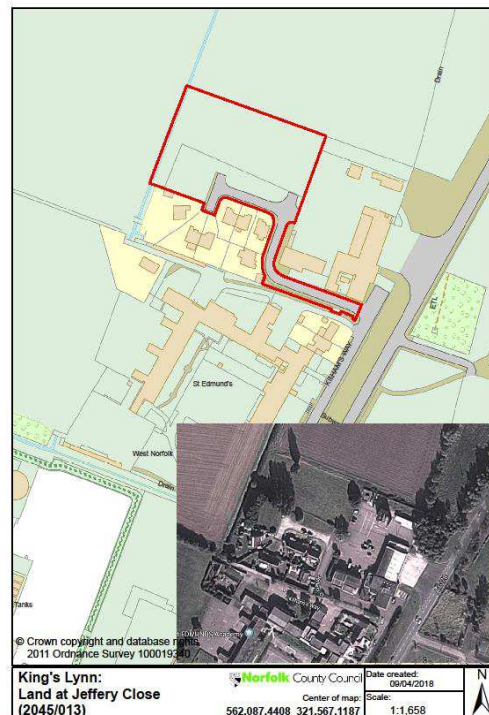 Drain
ETL
KEHAM'S WAY
St Edmund's
West Norfolk
Drain
Tanks
© Crown copyright and database rights
2011 Ordnance Survey 100019340
King's Lynn:
Land at Jeffery Close
(2045/013)
Norfolk County Council
Center of map:
562,087.4408 321,567.1187
Date created:
09/04/2018
Scale:
1:1,658
N